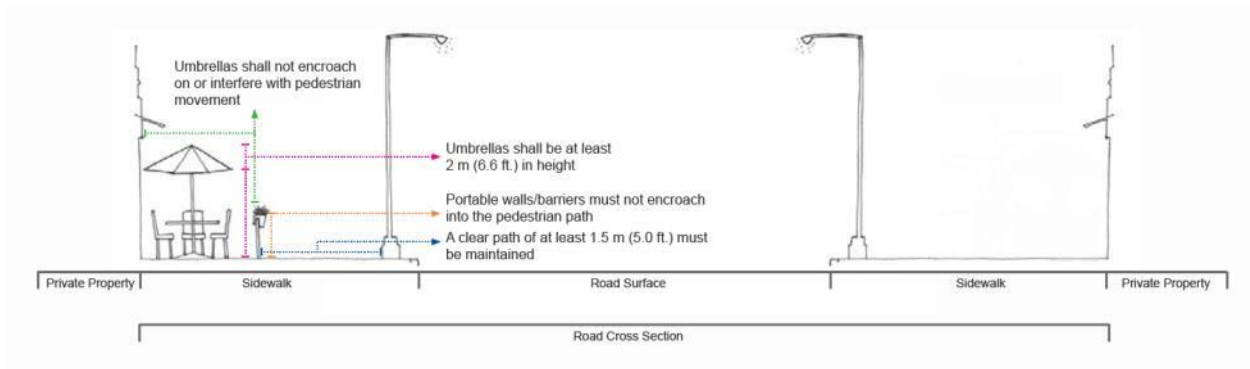 Umbrellas shall not encroach
on or interfere with pedestrian
movement
Umbrellas shall be at least
2 m (6.6 ft.) in height
Portable walls/barriers must not encroach
into the pedestrian path
A clear path of at least 1.5 m (5.0 ft.) must
be maintained
Private Property
Sidewalk
Road Surface
Sidewalk
Private Property
Road Cross Section